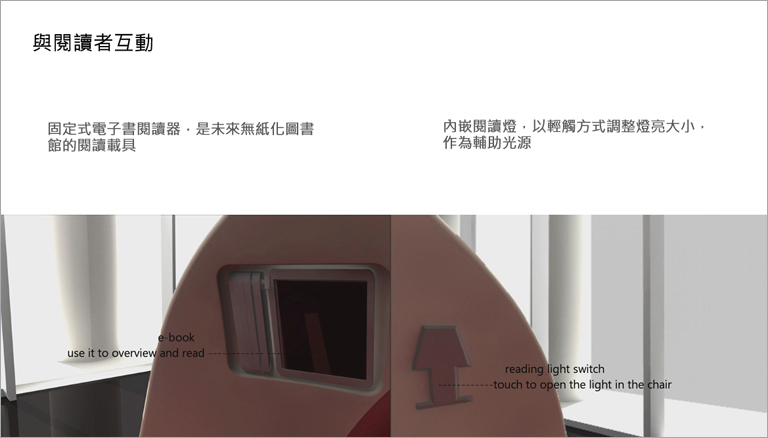 與閱讀者互動
固定式電子書閱讀器，是未來無紙化圖書
館的閱讀載具
內嵌閱讀燈，以輕觸方式調整燈亮大小，
作為輔助光源
e-book
use it to overview and read
reading light switch
touch to open the light in the chair